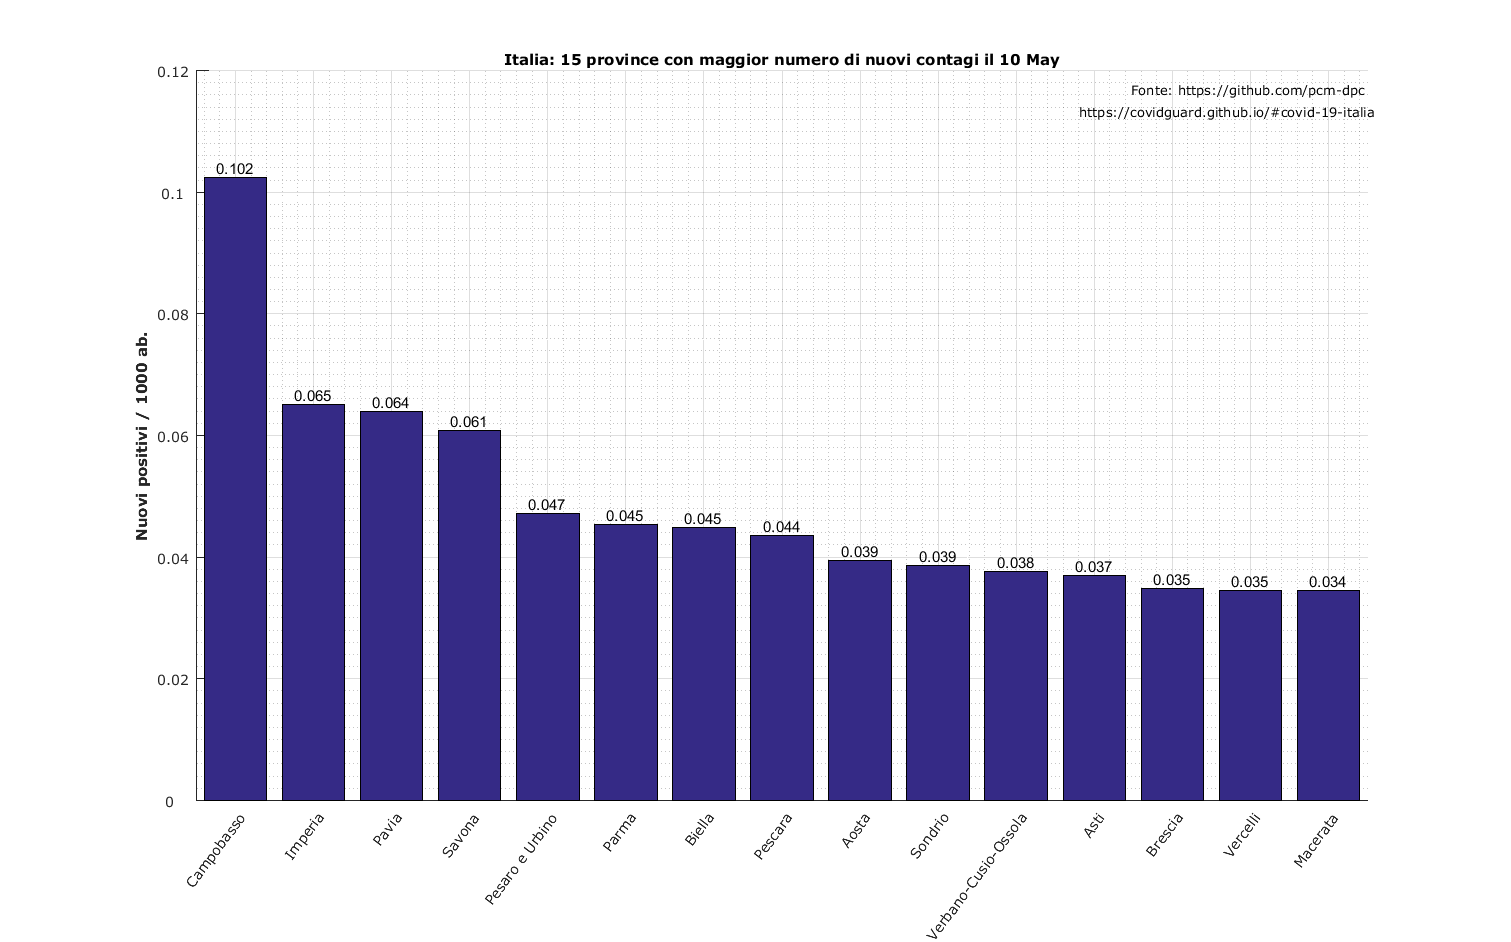 Italia: 15 province con maggior numero di nuovi contagi il 10 May
Fonte: https://github.com/pcm-dpc
https://covidguard.github.io/#covid-19-italia
Nuovi positivi / 1000 ab.
0.12
0.1
0.08
0.06
0.04
0.02
0
0.102
0.065
0.064
0.061
0.047
0.045
0.045
0.044
0.039
0.039
0.038
0.037
0.035
0.035
0.034
Campobasso
Imperia
Pavia
Savona
Pesaro e Urbino
Parma
Biella
Pescara
Aosta
Sondrio
Verbano-Cusio-Ossola
Asti
Brescia
Vercelli
Macerata